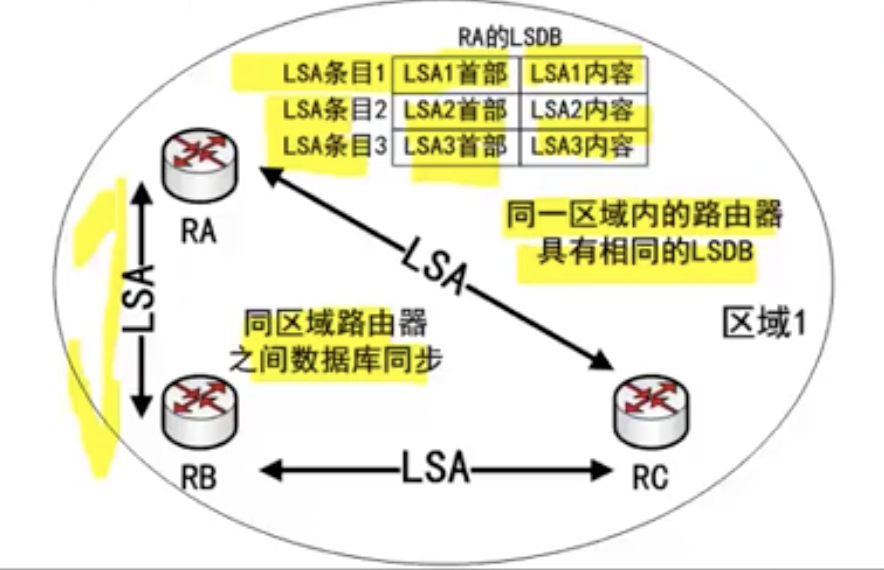 RA的LSDB
LSA条目1 LSA1首部 LSA1内容
LSA条目2 LSA2首部 LSA2内容
LSA条目3 LSA3首部 LSA3内容
RA
同一区域内的路由器
具有相同的LSDB
LSA
LSA
区域1
同区域路由器
之间数据库同步
RB
LSA
RC